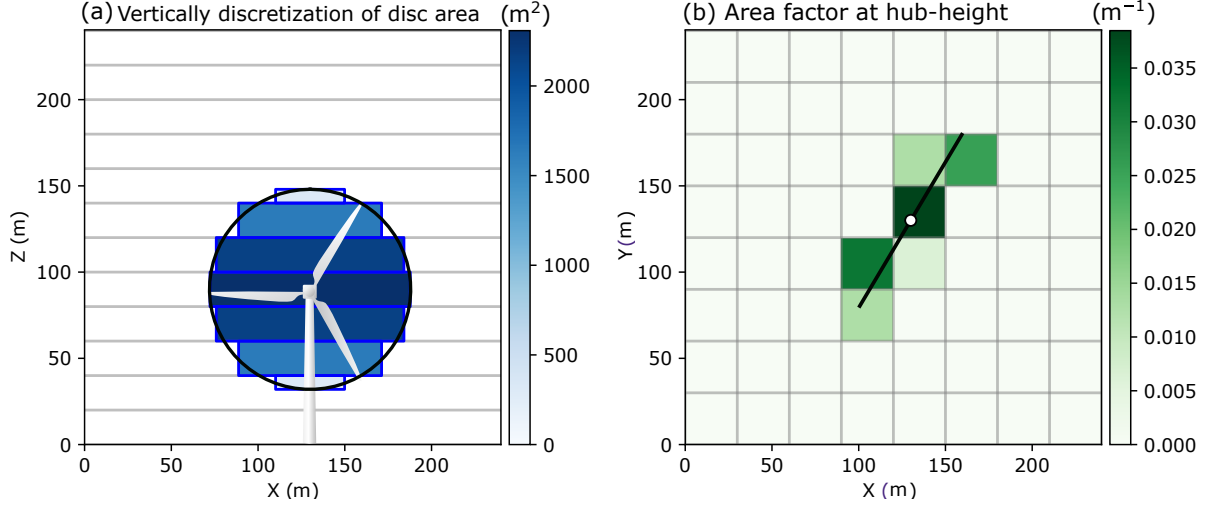 (a) Vertically discretization of disc area (m²)
2000
1500
1000
500
0
Z (m)
200
150
100
50
0
0 50 100 150 200
X (m)
(b) Area factor at hub-height (m⁻¹)
0.035
0.030
0.025
0.020
0.015
0.010
0.005
0.000
Y (m)
200
150
100
50
0
0 50 100 150 200
X (m)